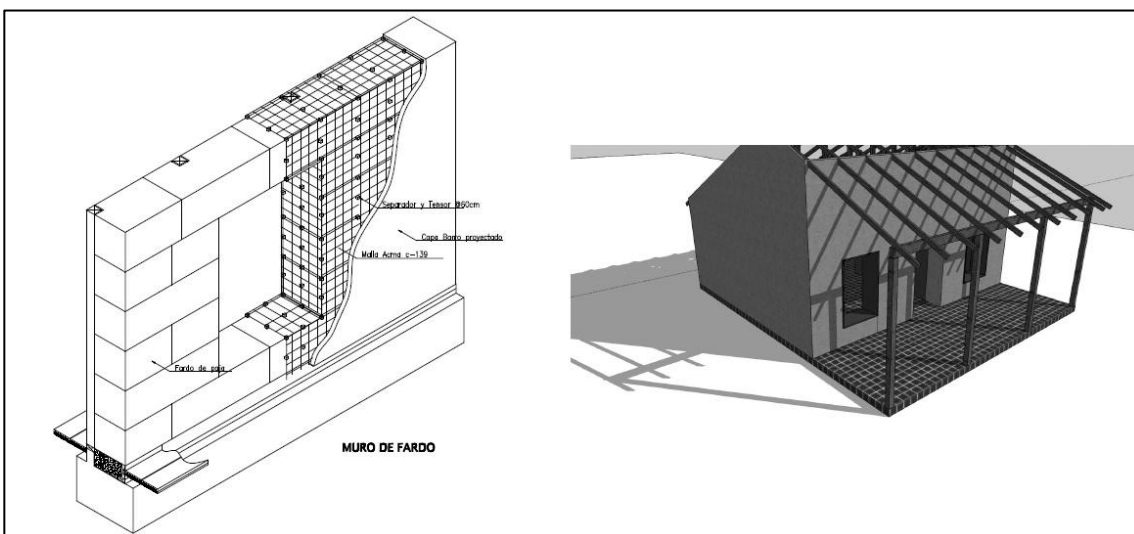 Separador y Tensor @60cm
Capa Barro proyectado
Malla Acma c-139
Fardo de paja
MURO DE FARDO